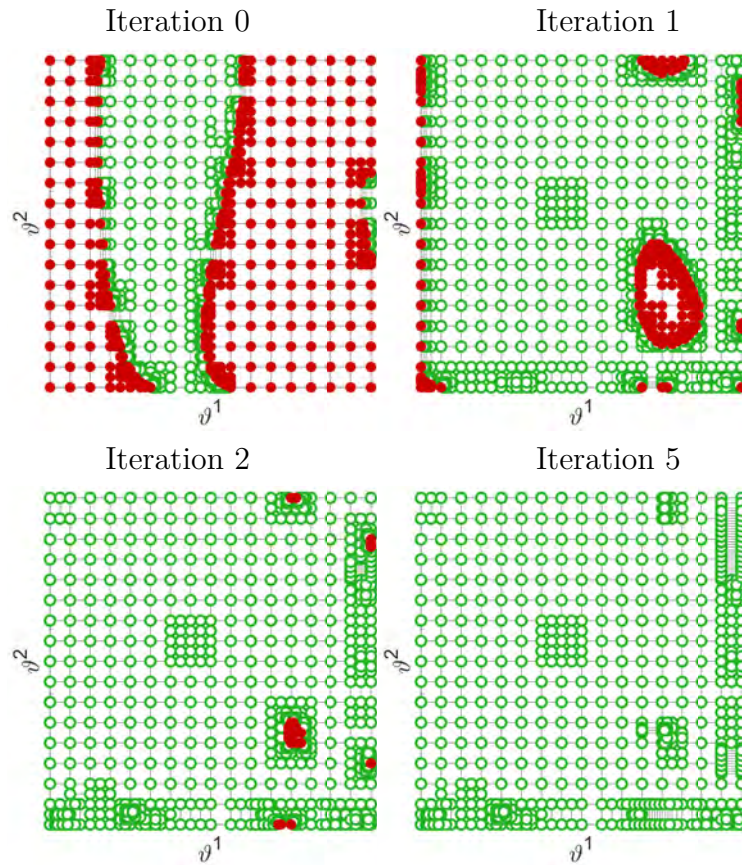 Iteration 0
Iteration 1
ϑ2
ϑ1
ϑ2
ϑ1
Iteration 2
Iteration 5
ϑ2
ϑ1
ϑ2
ϑ1